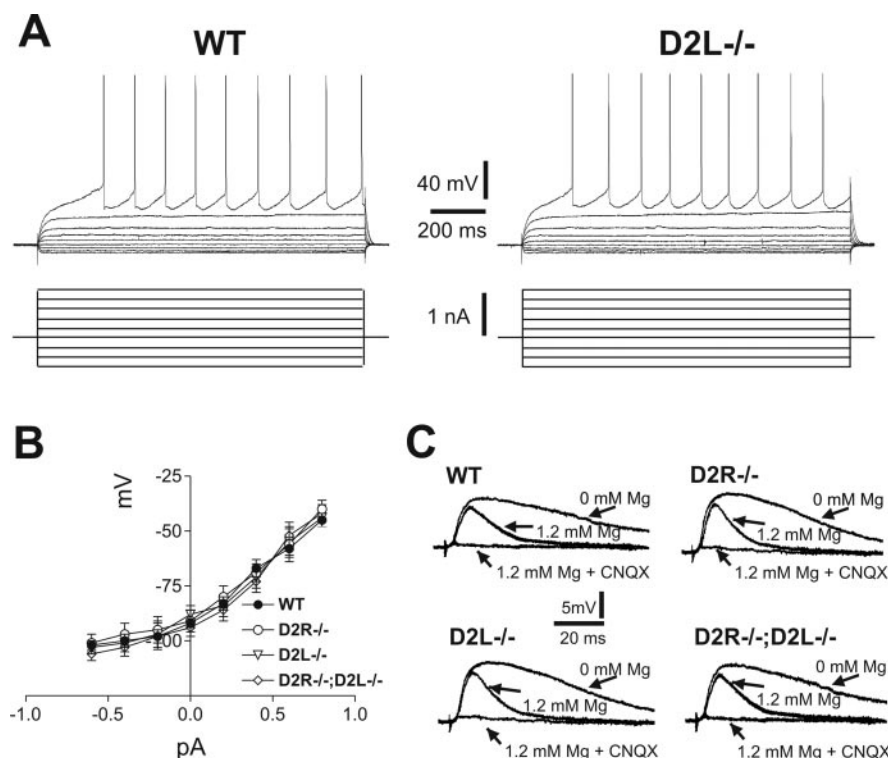 A
WT
D2L-/-
40 mV
200 ms
1 nA
B
mV
-25
-50
-75
-100
WT
D2R-/-
D2L-/-
D2R-/-;D2L-/-
-1.0
-0.5
0.0
0.5
1.0
pA
C
WT
0 mM Mg
1.2 mM Mg
1.2 mM Mg + CNQX
D2R-/-
0 mM Mg
1.2 mM Mg
1.2 mM Mg + CNQX
5mV
20 ms
D2L-/-
0 mM Mg
1.2 mM Mg
1.2 mM Mg + CNQX
D2R-/-;D2L-/-
0 mM Mg
1.2 mM Mg
1.2 mM Mg + CNQX